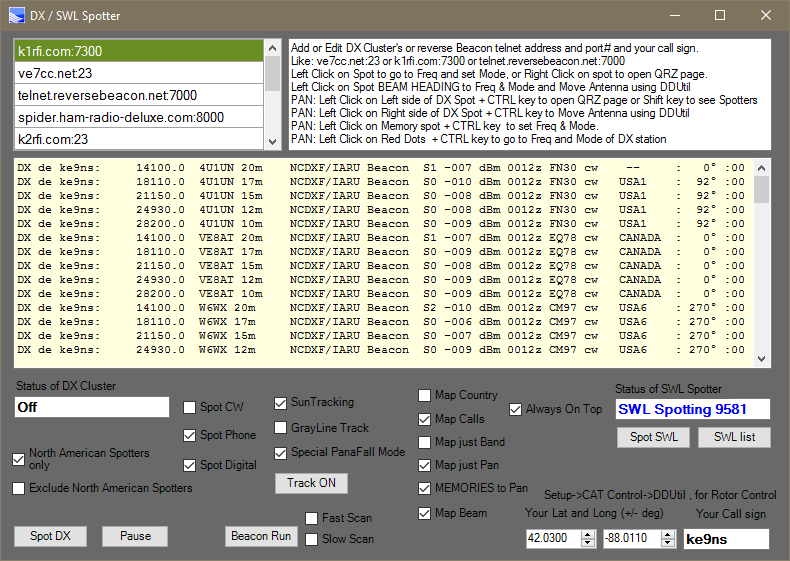 DX / SWL Spotter
k1rfi.com:7300
ve7cc.net:23
telnet.reversebeacon.net:7000
spider.ham-radio-deluxe.com:8000
k2rfi.com:23
Add or Edit DX Cluster's or reverse Beacon telnet address and port# and your call sign.
Like: ve7cc.net:23 or k1rfi.com:7300 or telnet.reversebeacon.net:7000
Left Click on Spot to go to Freq and set Mode, or Right Click on spot to open QRZ page.
Left Click on Spot BEAM HEADING to Freq & Mode and Move Antenna using DDUtil
PAN: Left Click on Left side of DX Spot + CTRL key to open QRZ page or Shift key to see Spotters
PAN: Left Click on Right side of DX Spot + CTRL key to Move Antenna using DDUtil
PAN: Left Click on Memory spot + CTRL key  to set Freq & Mode.
PAN: Left Click on Red Dots  + CTRL key to go to Freq and Mode of DX station
DX de ke9ns:     14100.0  4U1UN 20m    NCDXF/IARU Beacon  S1 -007 dBm 0012z FN30 cw    --     :   0° :00
DX de ke9ns:     18110.0  4U1UN 17m    NCDXF/IARU Beacon  S0 -010 dBm 0012z FN30 cw   USA1    :  92° :00
DX de ke9ns:     21150.0  4U1UN 15m    NCDXF/IARU Beacon  S0 -008 dBm 0012z FN30 cw   USA1    :  92° :00
DX de ke9ns:     24930.0  4U1UN 12m    NCDXF/IARU Beacon  S0 -008 dBm 0012z FN30 cw   USA1    :  92° :00
DX de ke9ns:     28200.0  4U1UN 10m    NCDXF/IARU Beacon  S0 -009 dBm 0012z FN30 cw   USA1    :  92° :00
DX de ke9ns:     14100.0  VE8AT 20m    NCDXF/IARU Beacon  S1 -007 dBm 0012z EQ78 cw   CANADA  :   0° :00
DX de ke9ns:     18110.0  VE8AT 17m    NCDXF/IARU Beacon  S0 -009 dBm 0012z EQ78 cw   CANADA  :   0° :00
DX de ke9ns:     21150.0  VE8AT 15m    NCDXF/IARU Beacon  S0 -008 dBm 0012z EQ78 cw   CANADA  :   0° :00
DX de ke9ns:     24930.0  VE8AT 12m    NCDXF/IARU Beacon  S0 -009 dBm 0012z EQ78 cw   CANADA  :   0° :00
DX de ke9ns:     28200.0  VE8AT 10m    NCDXF/IARU Beacon  S0 -009 dBm 0012z EQ78 cw   CANADA  :   0° :00
DX de ke9ns:     14100.0  W6WX 20m     NCDXF/IARU Beacon  S2 -010 dBm 0012z CM97 cw   USA6    : 270° :00
DX de ke9ns:     18110.0  W6WX 17m     NCDXF/IARU Beacon  S0 -006 dBm 0012z CM97 cw   USA6    : 270° :00
DX de ke9ns:     21150.0  W6WX 15m     NCDXF/IARU Beacon  S0 -007 dBm 0012z CM97 cw   USA6    : 270° :00
DX de ke9ns:     24930.0  W6WX 12m     NCDXF/IARU Beacon  S0 -009 dBm 0012z CM97 cw   USA6    : 270° :00
Status of DX Cluster
Off
North American Spotters
only
Exclude North American Spotters
Spot DX
Pause
Spot CW
Spot Phone
Spot Digital
SunTracking
GrayLine Track
Special PanaFall Mode
Track ON
Beacon Run
Fast Scan
Slow Scan
Map Country
Map Calls
Map just Band
Map just Pan
MEMORIES to Pan
Map Beam
Always On Top
Status of SWL Spotter
SWL Spotting 9581
Spot SWL
SWL list
Setup->CAT Control->DDUtil , for Rotor Control
Your Lat and Long (+/- deg)
Your Call sign
42.0300
-88.0110
ke9ns